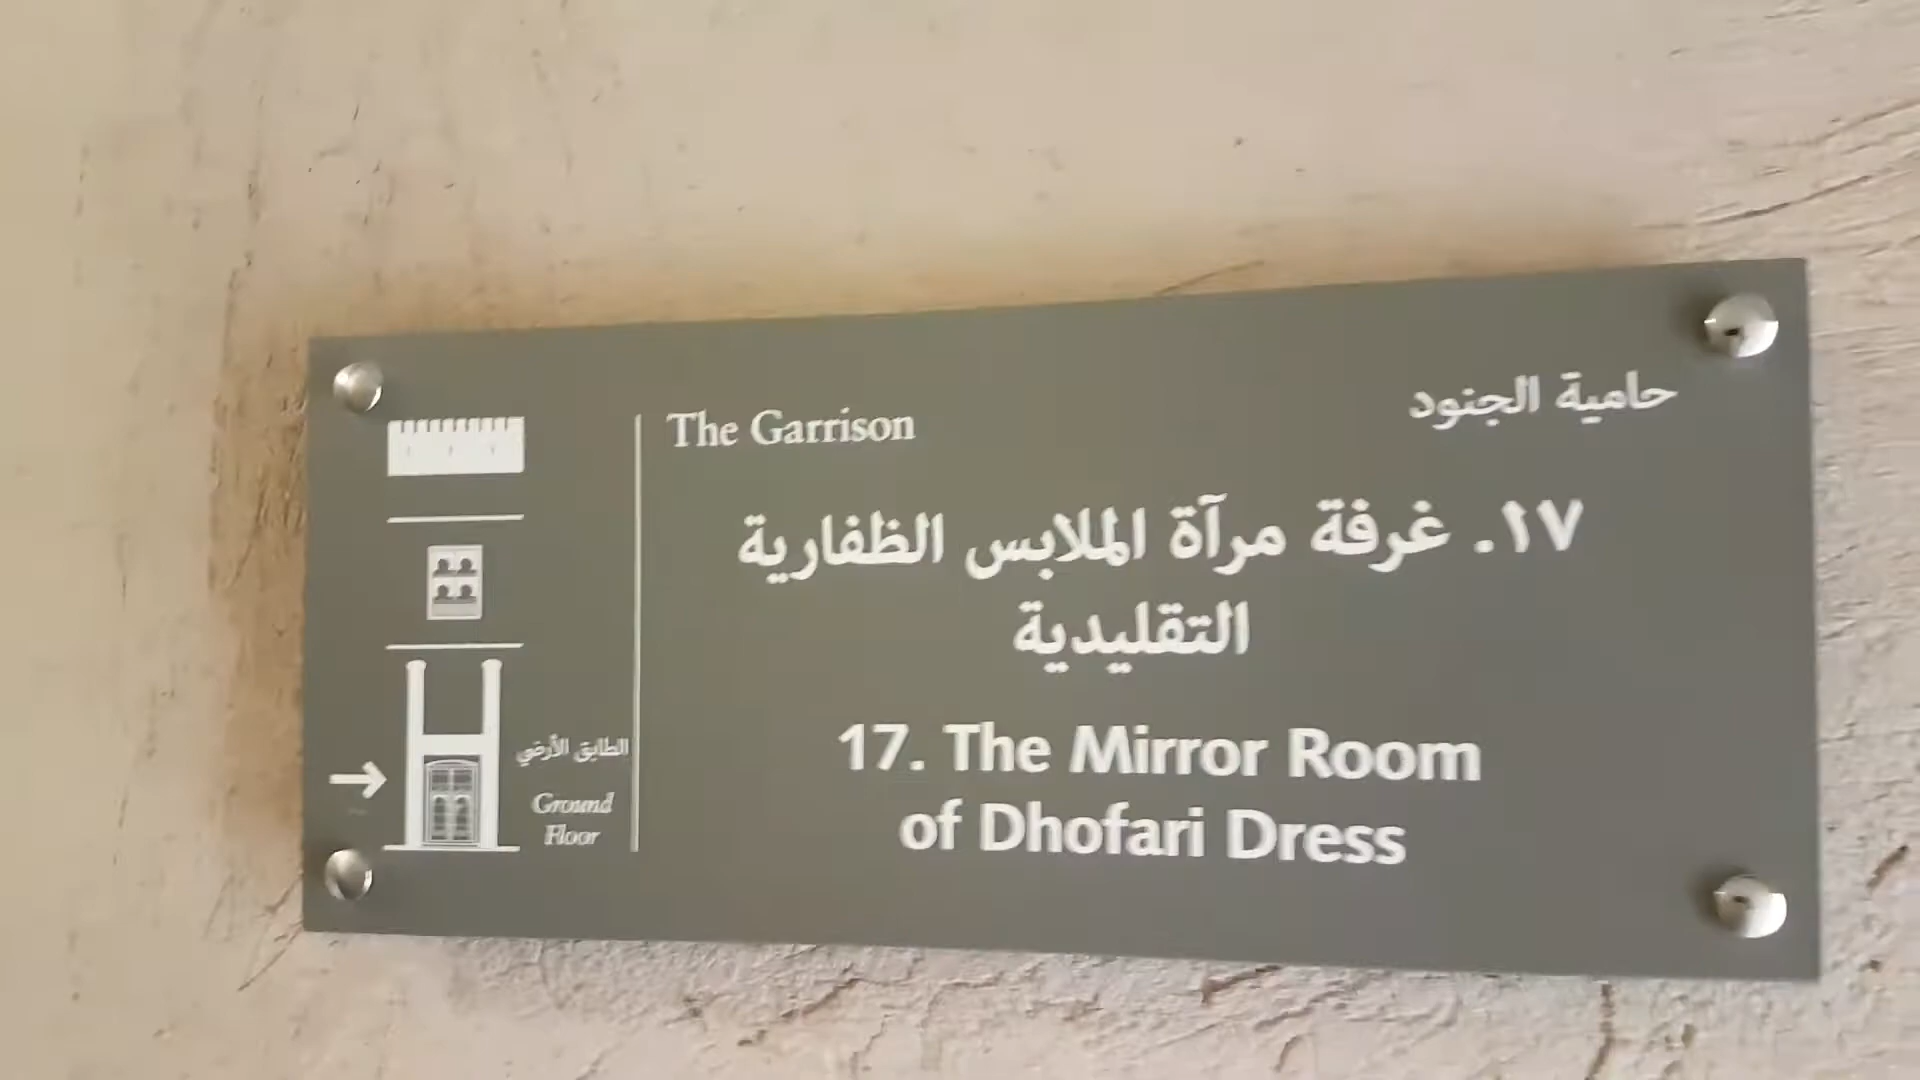 The Garrison
حامية الجنود
١٧. غرفة مرآة الملابس الظفارية
التقليدية
17. The Mirror Room
of Dhofari Dress
الطابق الأرضي
Ground
Floor